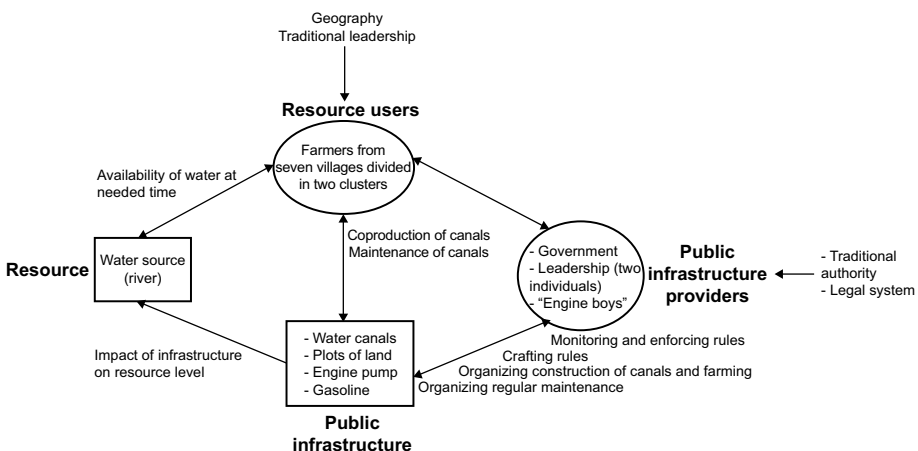 Geography
Traditional leadership
Resource users
Farmers from
seven villages divided
in two clusters
Availability of water at
needed time
Coproduction of canals
Maintenance of canals
Resource
Water source
(river)
- Government
- Leadership (two
individuals)
- “Engine boys”
Public
infrastructure
providers
- Traditional
authority
- Legal system
Impact of infrastructure
on resource level
- Water canals
- Plots of land
- Engine pump
- Gasoline
Monitoring and enforcing rules
Crafting rules
Organizing construction of canals and farming
Organizing regular maintenance
Public
infrastructure